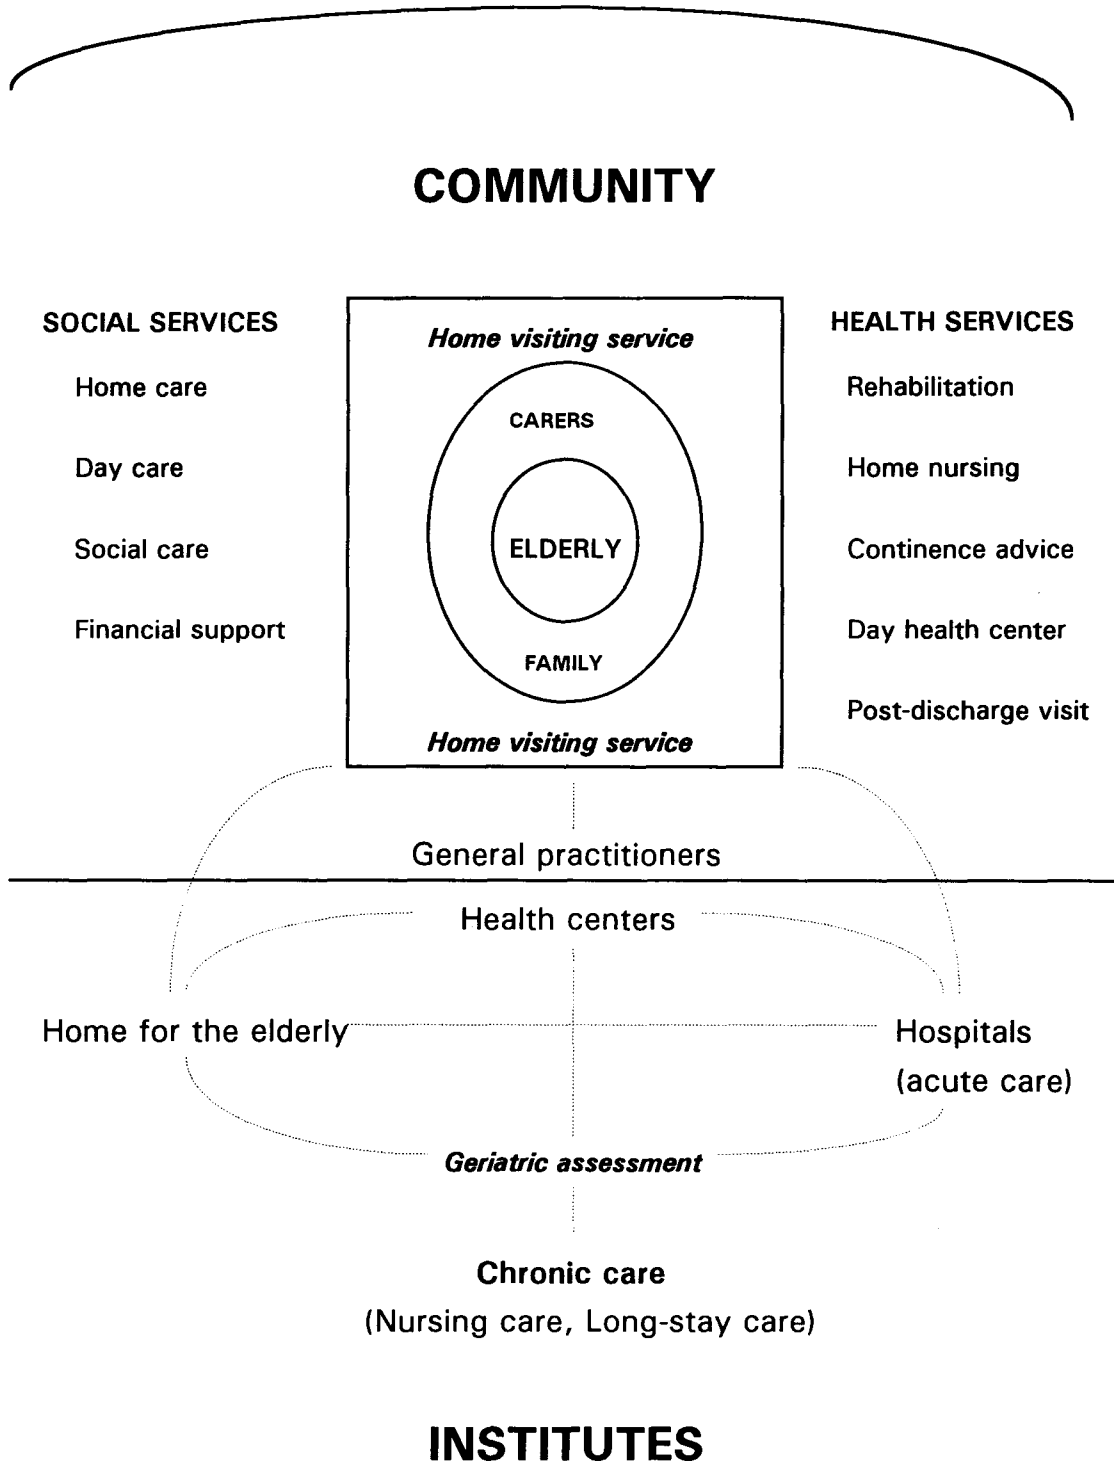 COMMUNITY
SOCIAL SERVICES
Home care
Day care
Social care
Financial support
Home visiting service
CARERS
ELDERLY
FAMILY
Home visiting service
HEALTH SERVICES
Rehabilitation
Home nursing
Continence advice
Day health center
Post-discharge visit
General practitioners
Health centers
Home for the elderly
Hospitals
(acute care)
Geriatric assessment
Chronic care
(Nursing care, Long-stay care)
INSTITUTES